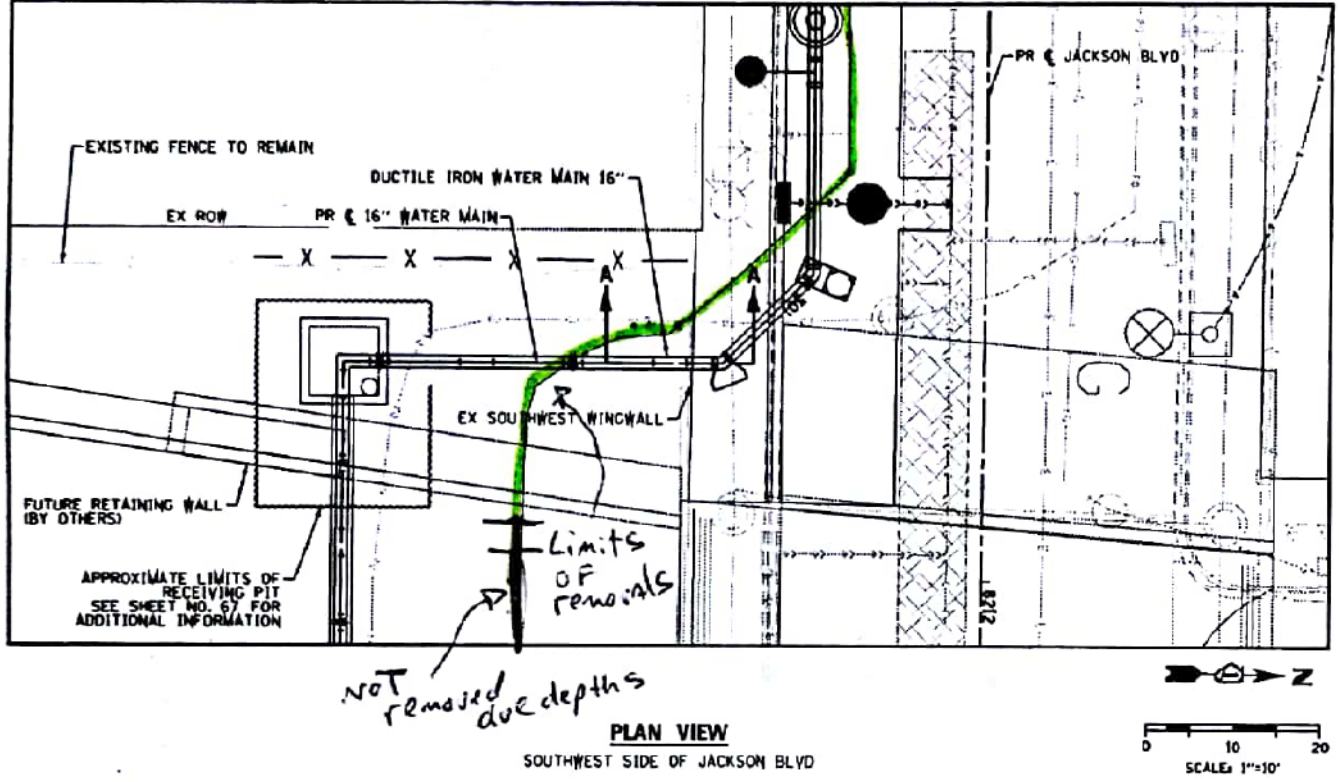 PR ℄ JACKSON BLVD
EXISTING FENCE TO REMAIN
DUCTILE IRON WATER MAIN 16"
EX ROW
PR ℄ 16" WATER MAIN
X X X X
A A
EX SOUTHWEST WINGWALL
FUTURE RETAINING WALL
(BY OTHERS)
Limits
OF
removals
APPROXIMATE LIMITS OF
RECEIVING PIT
SEE SHEET NO. 67 FOR
ADDITIONAL INFORMATION
NOT
removed
due depths
N
PLAN VIEW
SOUTHWEST SIDE OF JACKSON BLVD
0 10 20
SCALE: 1"=10'